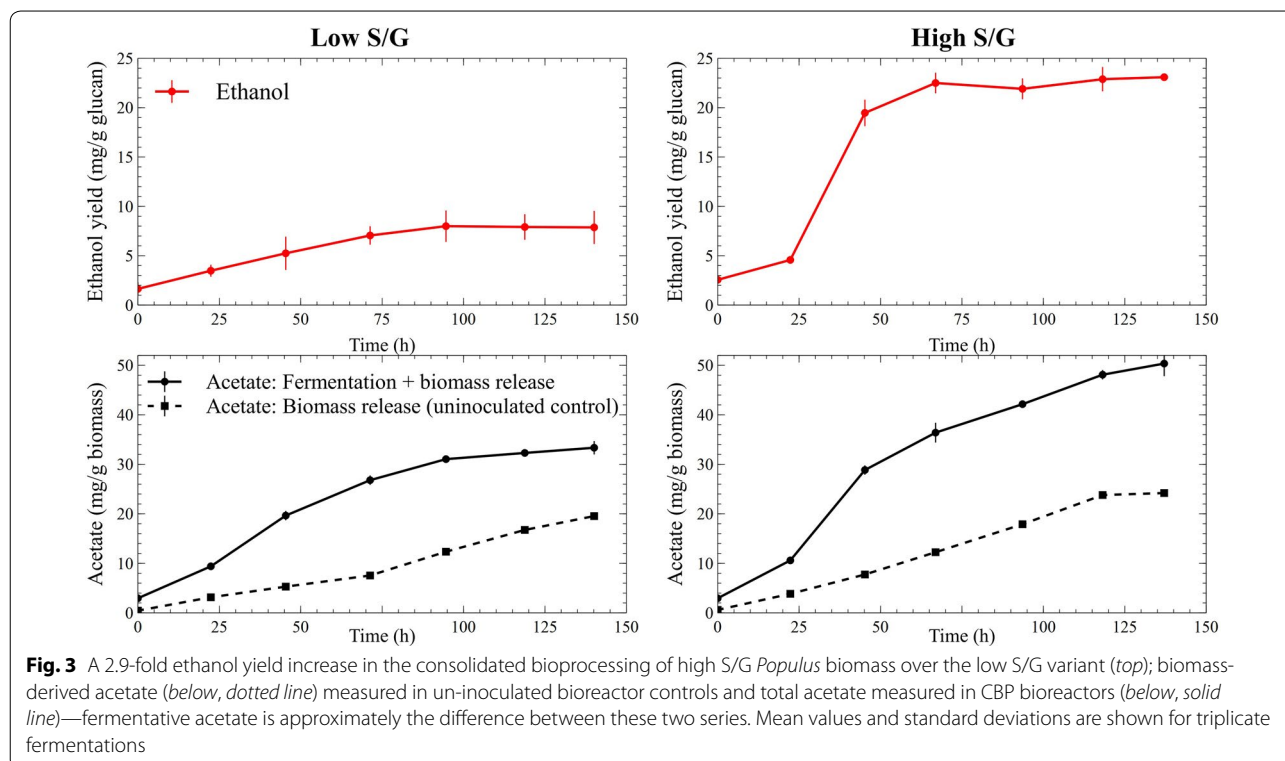 Low S/G
High S/G
25
20
15
10
5
0
Ethanol yield (mg/g glucan)
Ethanol
0 25 50 75 100 125 150
Time (h)
25
20
15
10
5
0
Ethanol yield (mg/g glucan)
0 25 50 75 100 125 150
Time (h)
50
40
30
20
10
0
Acetate (mg/g biomass)
Acetate: Fermentation + biomass release
Acetate: Biomass release (uninoculated control)
0 25 50 75 100 125 150
Time (h)
50
40
30
20
10
0
Acetate (mg/g biomass)
0 25 50 75 100 125 150
Time (h)
Fig. 3 A 2.9-fold ethanol yield increase in the consolidated bioprocessing of high S/G Populus biomass over the low S/G variant (top); biomass-
derived acetate (below, dotted line) measured in un-inoculated bioreactor controls and total acetate measured in CBP bioreactors (below, solid
line)—fermentative acetate is approximately the difference between these two series. Mean values and standard deviations are shown for triplicate
fermentations